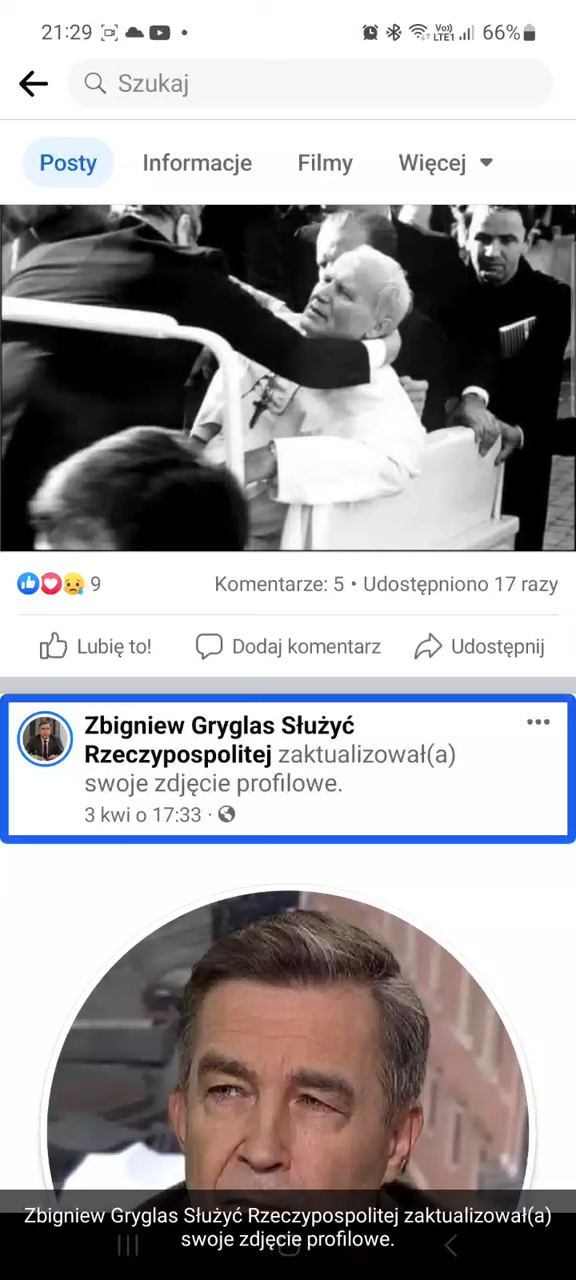 21:29
Vo))
LTE1
66%
Szukaj
Posty Informacje Filmy Więcej
9 Komentarze: 5 • Udostępniono 17 razy
Lubię to! Dodaj komentarz Udostępnij
Zbigniew Gryglas Służyć
Rzeczypospolitej zaktualizował(a)
swoje zdjęcie profilowe.
3 kwi o 17:33 ·
Zbigniew Gryglas Służyć Rzeczypospolitej zaktualizował(a)
swoje zdjęcie profilowe.